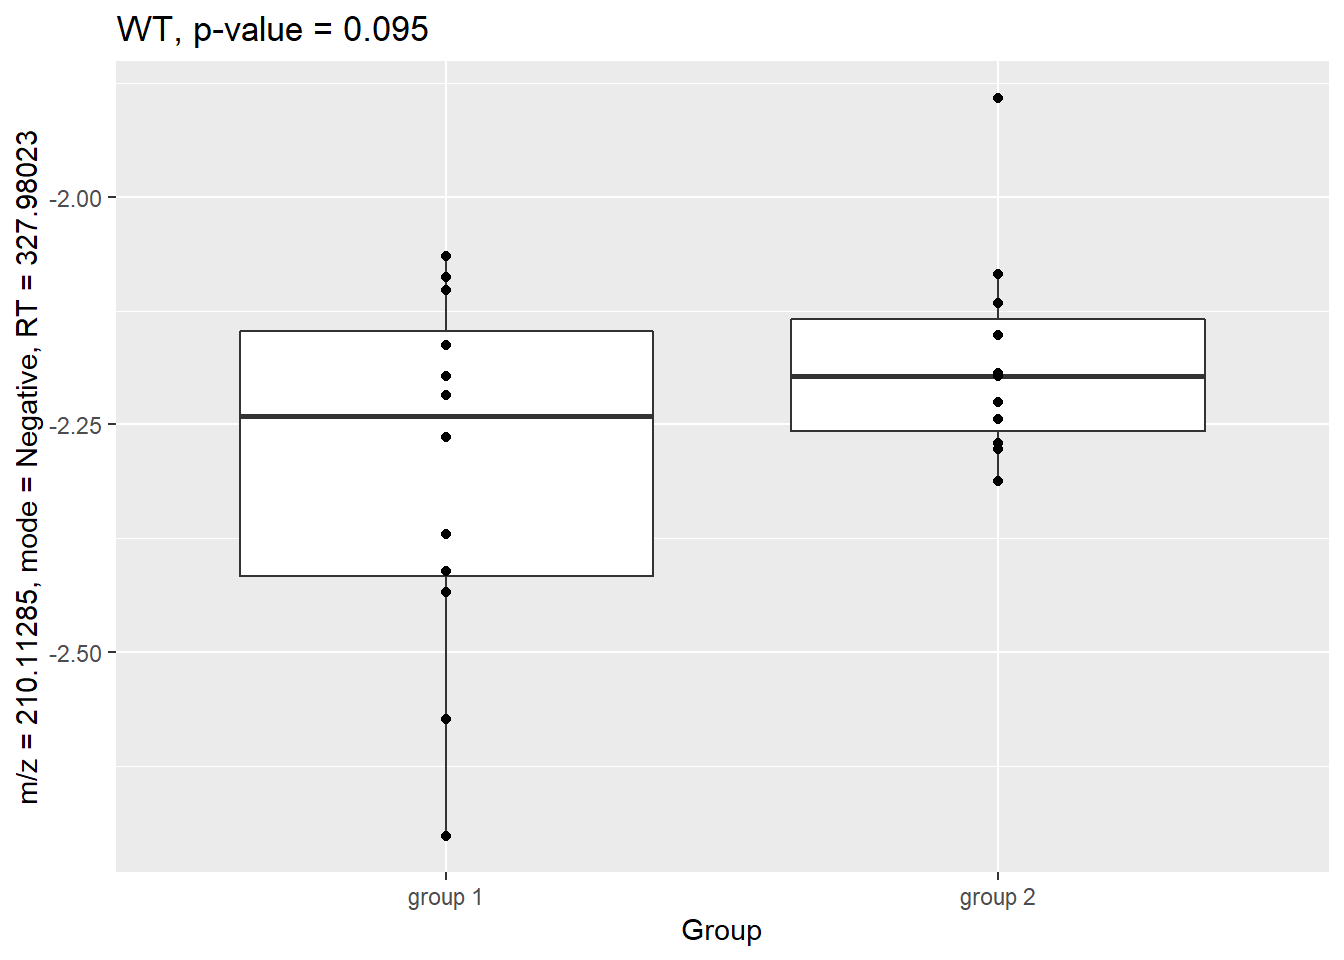 WT, p-value = 0.095
m/z = 210.11285, mode = Negative, RT = 327.98023
-2.00
-2.25
-2.50
group 1
group 2
Group